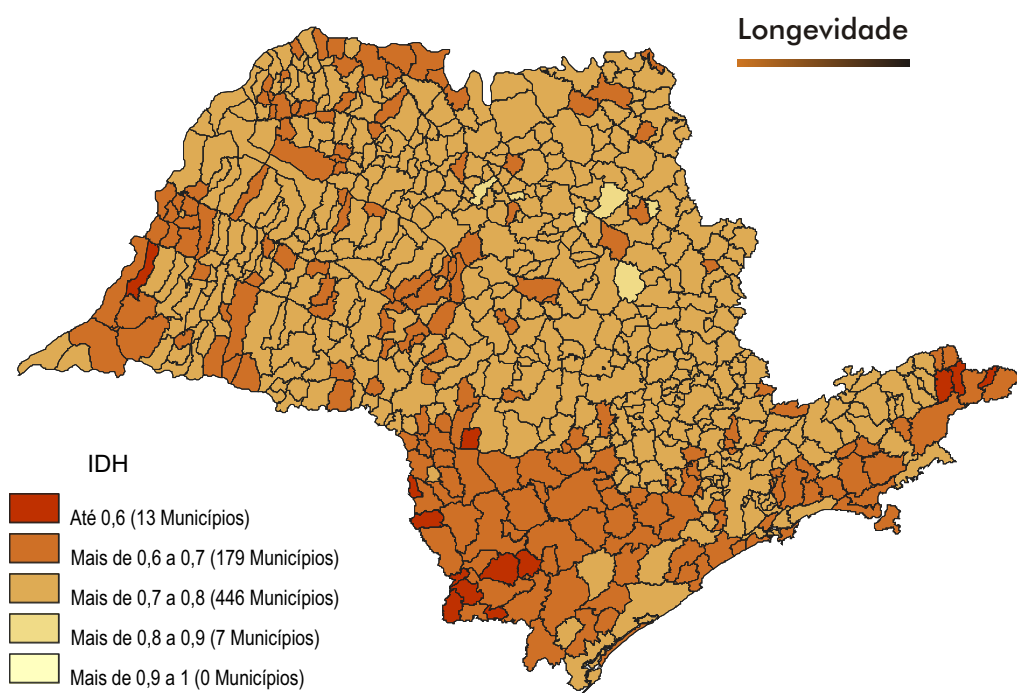 Longevidade
IDH
Até 0,6 (13 Municípios)
Mais de 0,6 a 0,7 (179 Municípios)
Mais de 0,7 a 0,8 (446 Municípios)
Mais de 0,8 a 0,9 (7 Municípios)
Mais de 0,9 a 1 (0 Municípios)